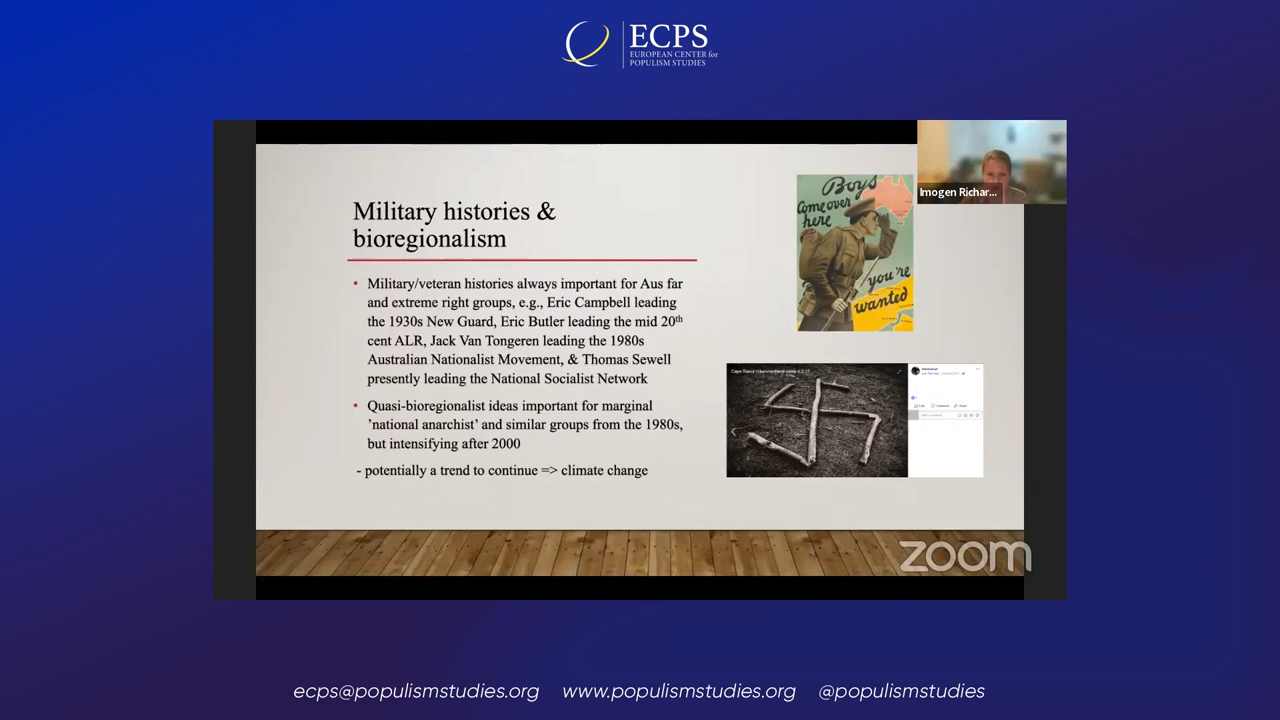 ECPS
EUROPEAN CENTER for
POPULISM STUDIES
Imogen Richar...
Military histories &
bioregionalism
• Military/veteran histories always important for Aus far
and extreme right groups, e.g., Eric Campbell leading
the 1930s New Guard, Eric Butler leading the mid 20th
cent ALR, Jack Van Tongeren leading the 1980s
Australian Nationalist Movement, & Thomas Sewell
presently leading the National Socialist Network
• Quasi-bioregionalist ideas important for marginal
’national anarchist’ and similar groups from the 1980s,
but intensifying after 2000
- potentially a trend to continue => climate change
Boys
Come over
here
you're
wanted
zoom
ecps@populismstudies.org www.populismstudies.org @populismstudies